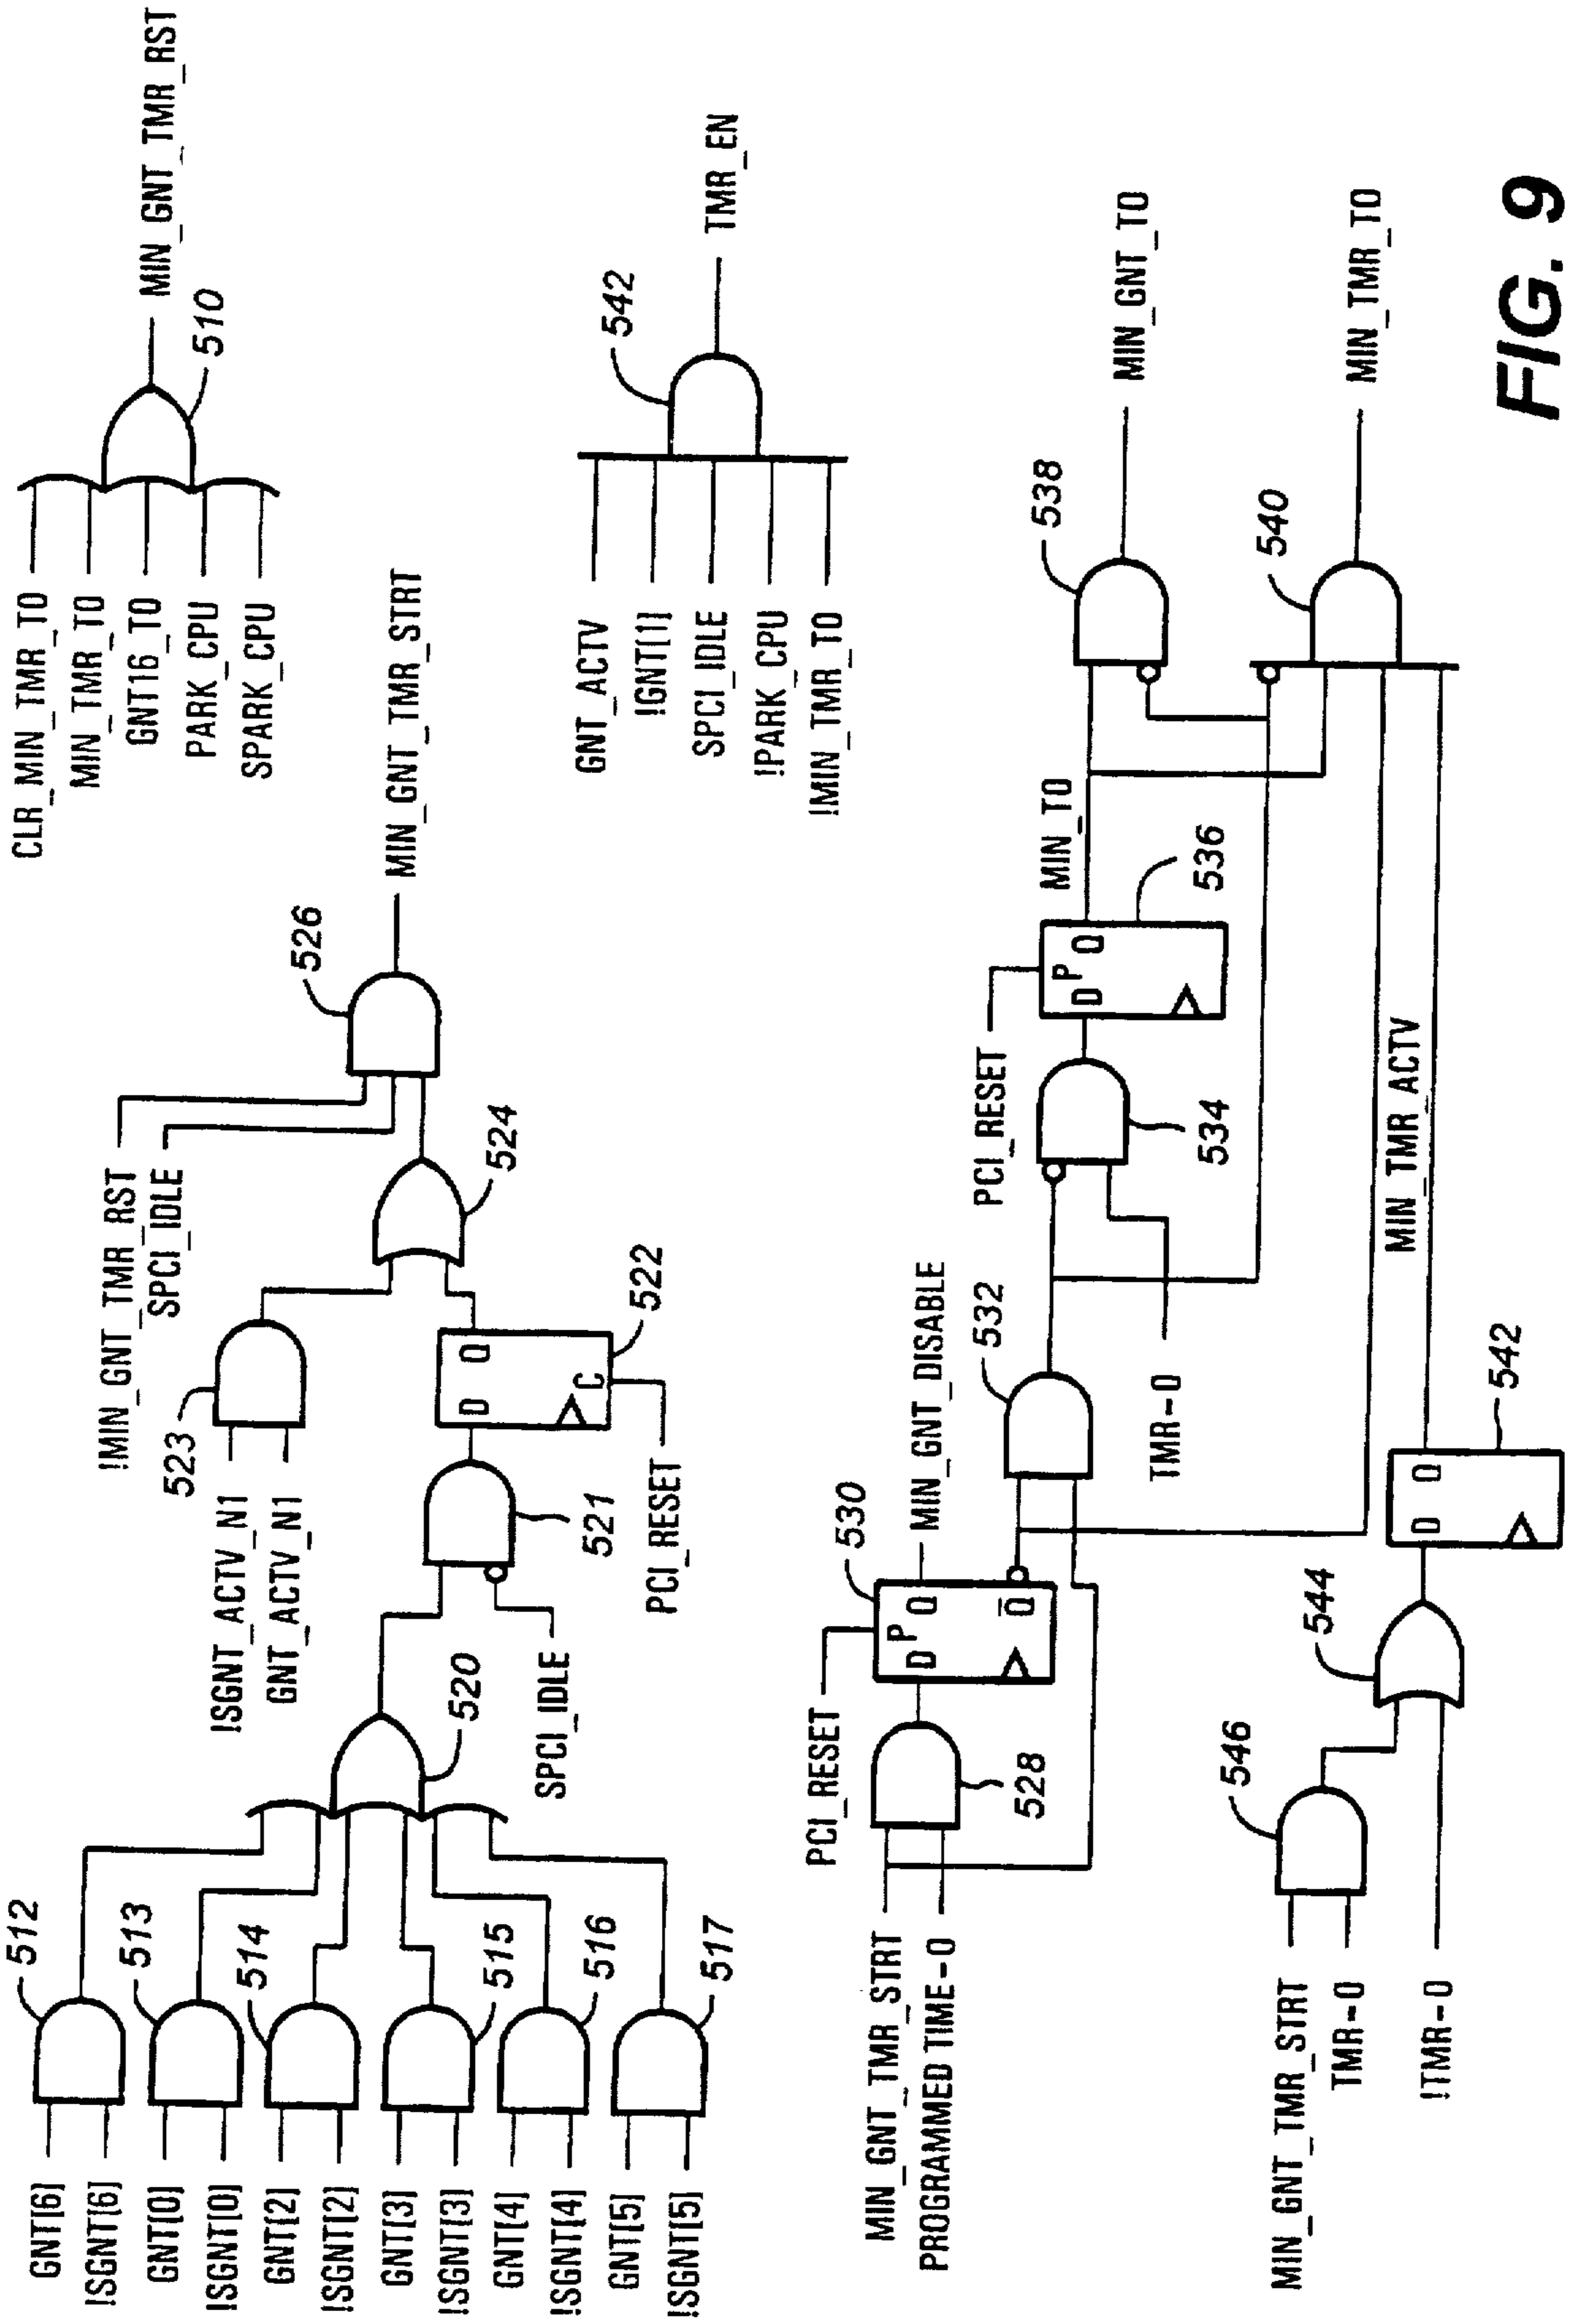 GNT[6]
!SGNT[6]
GNT[0]
!SGNT[0]
GNT[2]
!SGNT[2]
GNT[3]
!SGNT[3]
GNT[4]
!SGNT[4]
GNT[5]
!SGNT[5]
512
513
514
515
516
517
520
SPCI_IDLE
521
!SGNT_ACTV_N1
GNT_ACTV_N1
523
D Q
C
522
PCI_RESET
!MIN_GNT_TMR_RST
SPCI_IDLE
524
526
MIN_GNT_TMR_STRT
CLR_MIN_TMR_TO
MIN_TMR_TO
GNT16_TO
PARK_CPU
SPARK_CPU
510
MIN_GNT_TMR_RST
GNT_ACTV
!GNT[1]
SPCI_IDLE
!PARK_CPU
!MIN_TMR_TO
542
TMR_EN
MIN_GNT_TMR_STRT
PROGRAMMED TIME-0
528
PCI_RESET
530
D P Q
Q
MIN_GNT_DISABLE
532
TMR-0
534
PCI_RESET
D P Q
536
MIN_TO
538
MIN_GNT_TO
540
MIN_TMR_TO
MIN_GNT_TMR_STRT
TMR-0
!TMR-0
546
544
D Q
542
MIN_TMR_ACTV
FIG. 9